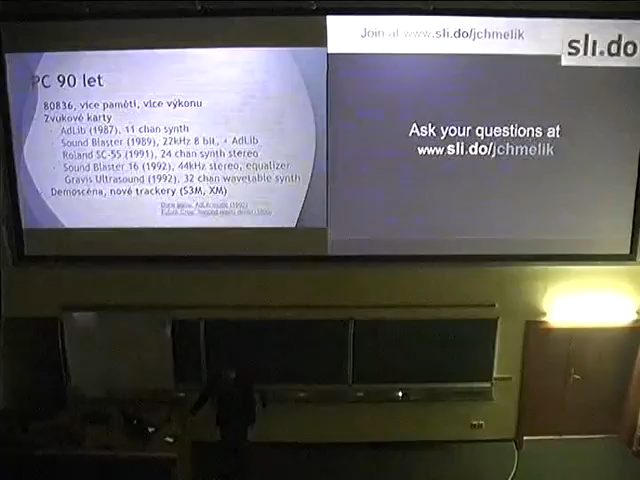 PC 90 let
80836, více paměti, více výkonu
Zvukové karty
AdLib (1987), 11 chan synth
Sound Blaster (1989), 22kHz 8 bit, + AdLib
Roland SC-55 (1991), 24 chan synth stereo
Sound Blaster 16 (1992), 44kHz stereo, equalizer
Gravis Ultrasound (1992), 32 chan wavetable synth
Demoscéna, nové trackery (S3M, XM)
Join at www.sli.do/jchmelik
sli.do
Ask your questions at
www.sli.do/jchmelik